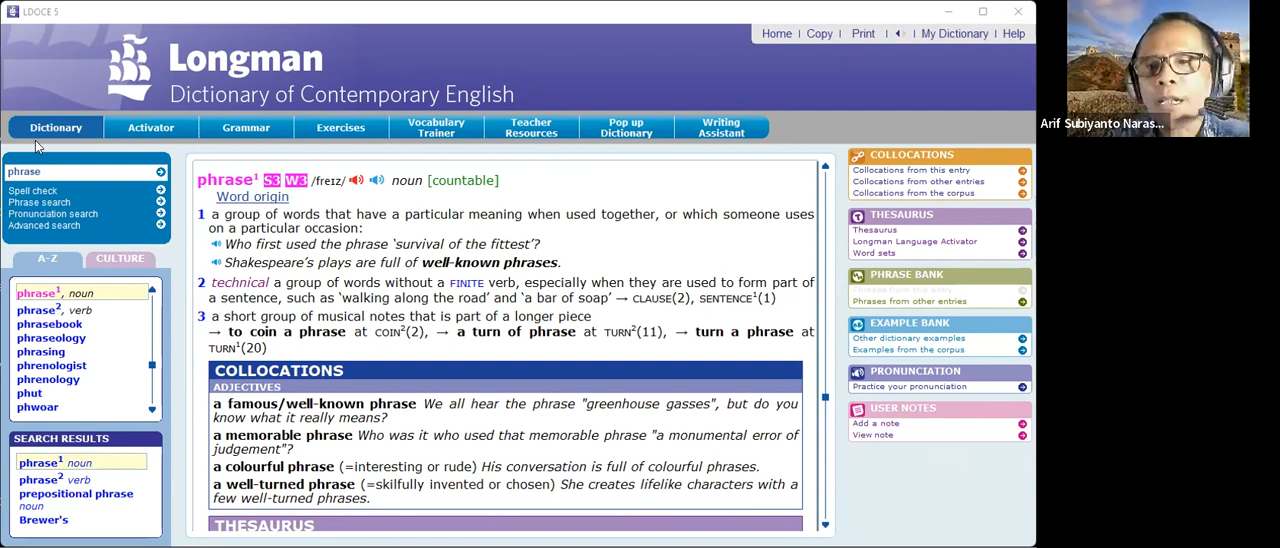 LDOCE 5
Home | Copy | Print | My Dictionary | Help
Longman
Dictionary of Contemporary English
Dictionary
Activator
Grammar
Exercises
Vocabulary
Trainer
Teacher
Resources
Pop up
Dictionary
Writing
Assistant
phrase
Spell check
Phrase search
Pronunciation search
Advanced search
A-Z
CULTURE
phrase¹, noun
phrase², verb
phrasebook
phraseology
phrasing
phrenologist
phrenology
phut
phwoar
SEARCH RESULTS
phrase¹ noun
phrase² verb
prepositional phrase
noun
Brewer's
phrase¹ S3 W3 /freɪz/ noun [countable]
Word origin
1 a group of words that have a particular meaning when used together, or which someone uses
on a particular occasion:
Who first used the phrase ‘survival of the fittest’?
Shakespeare's plays are full of well-known phrases.
2 technical a group of words without a FINITE verb, especially when they are used to form part of
a sentence, such as ‘walking along the road’ and ‘a bar of soap’ → CLAUSE(2), SENTENCE¹(1)
3 a short group of musical notes that is part of a longer piece
→ to coin a phrase at COIN²(2), → a turn of phrase at TURN²(11), → turn a phrase at
TURN¹(20)
COLLOCATIONS
ADJECTIVES
a famous/well-known phrase We all hear the phrase "greenhouse gasses", but do you
know what it really means?
a memorable phrase Who was it who used that memorable phrase "a monumental error of
judgement"?
a colourful phrase (=interesting or rude) His conversation is full of colourful phrases.
a well-turned phrase (=skilfully invented or chosen) She creates lifelike characters with a
few well-turned phrases.
THESAURUS
COLLOCATIONS
Collocations from this entry
Collocations from other entries
Collocations from the corpus
THESAURUS
Thesaurus
Longman Language Activator
Word sets
PHRASE BANK
Phrases from this entry
Phrases from other entries
EXAMPLE BANK
Other dictionary examples
Examples from the corpus
PRONUNCIATION
Practice your pronunciation
USER NOTES
Add a note
View note
Arif Subiyanto Naras...